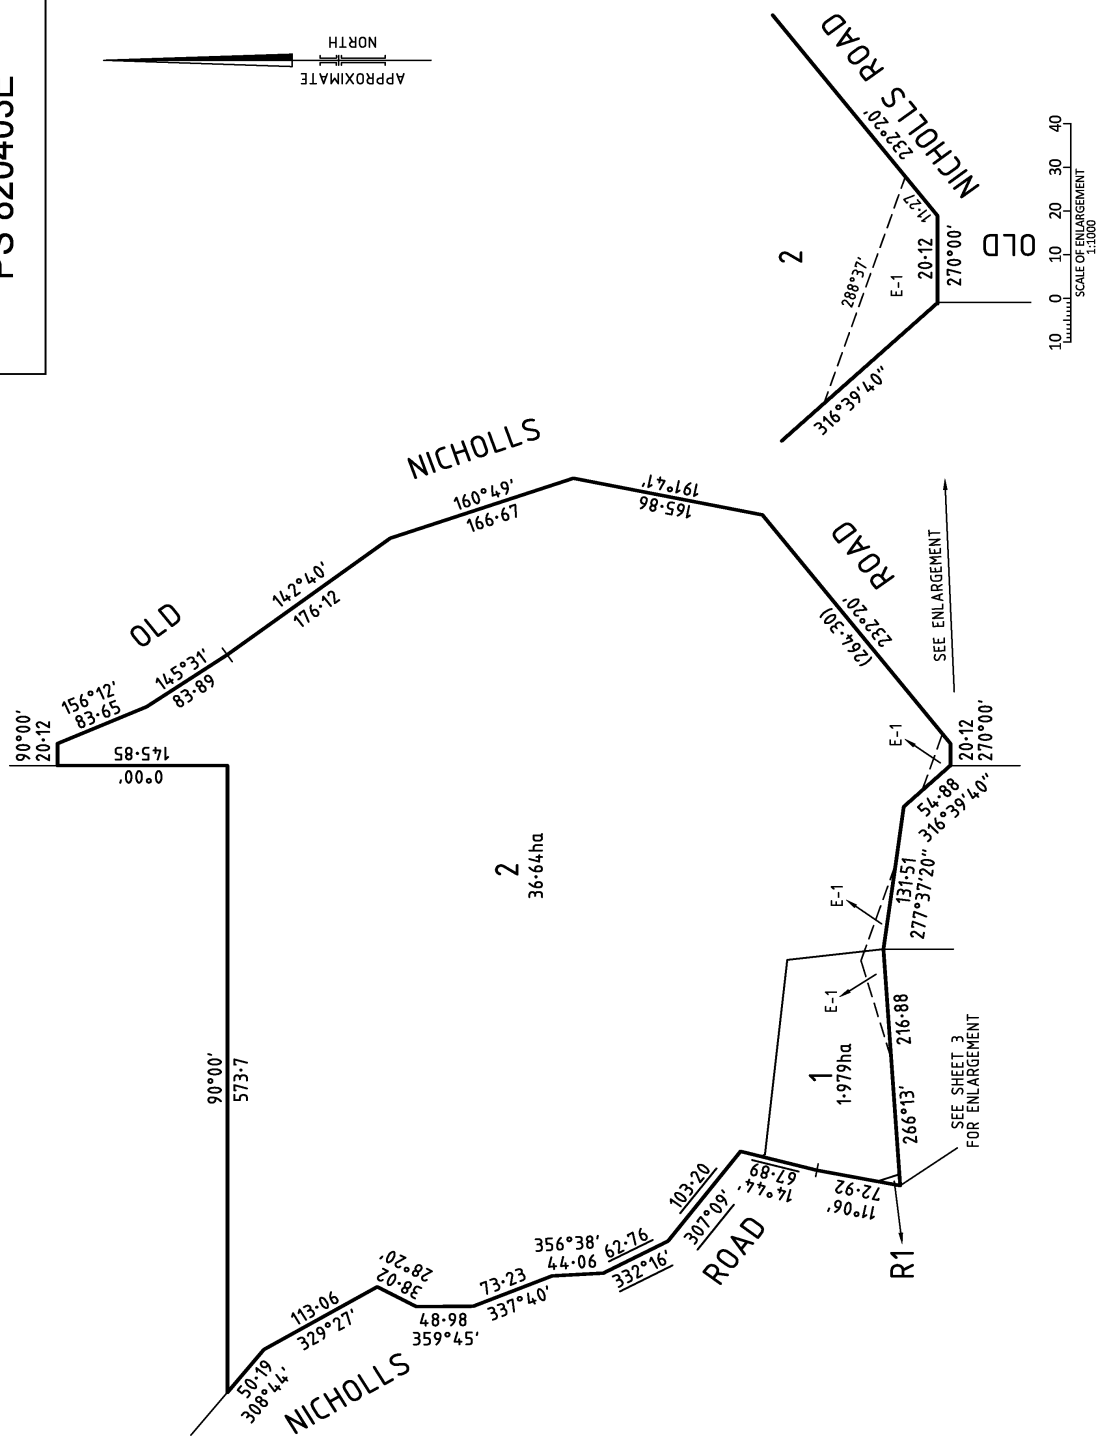 APPROXIMATE
NORTH
90°00'
20·12
156°12'
83·65
OLD
145°31'
83·89
142°40'
176·12
NICHOLLS
160°49'
166·67
191°41'
165·86
ROAD
232°20'
(264·30)
0°00'
145·85
90°00'
573·7
2
36·64ha
50·19
308°44'
113·06
329°27'
38·02
28°20'
48·98
359°45'
73·23
337°40'
356°38'
44·06
62·76
332°16'
103·20
307°09'
NICHOLLS
ROAD
14°44'
67·89
11°06'
72·92
R1
1
1·979ha
266°13'
216·88
E-1
E-1
E-1
131·51
277°37'20"
54·88
316°39'40"
20·12
270°00'
SEE SHEET 3
FOR ENLARGEMENT
SEE ENLARGEMENT
2
288°37'
E-1
11·27
232°20'
NICHOLLS ROAD
OLD
20·12
270°00'
316°39'40"
10 0 10 20 30 40
SCALE OF ENLARGEMENT
1:1000